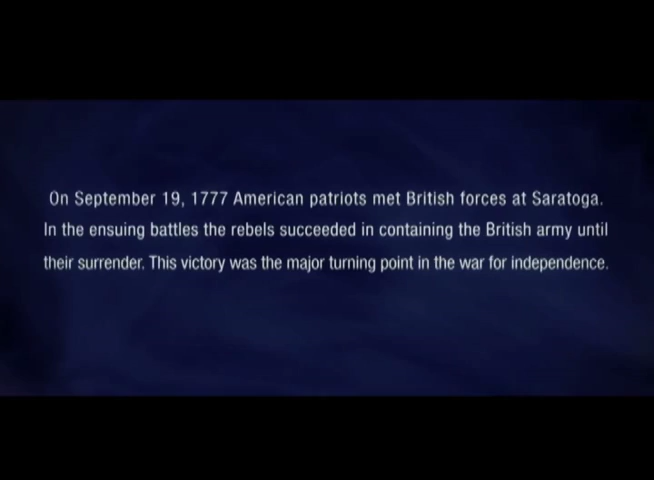 On September 19, 1777 American patriots met British forces at Saratoga.
In the ensuing battles the rebels succeeded in containing the British army until
their surrender. This victory was the major turning point in the war for independence.